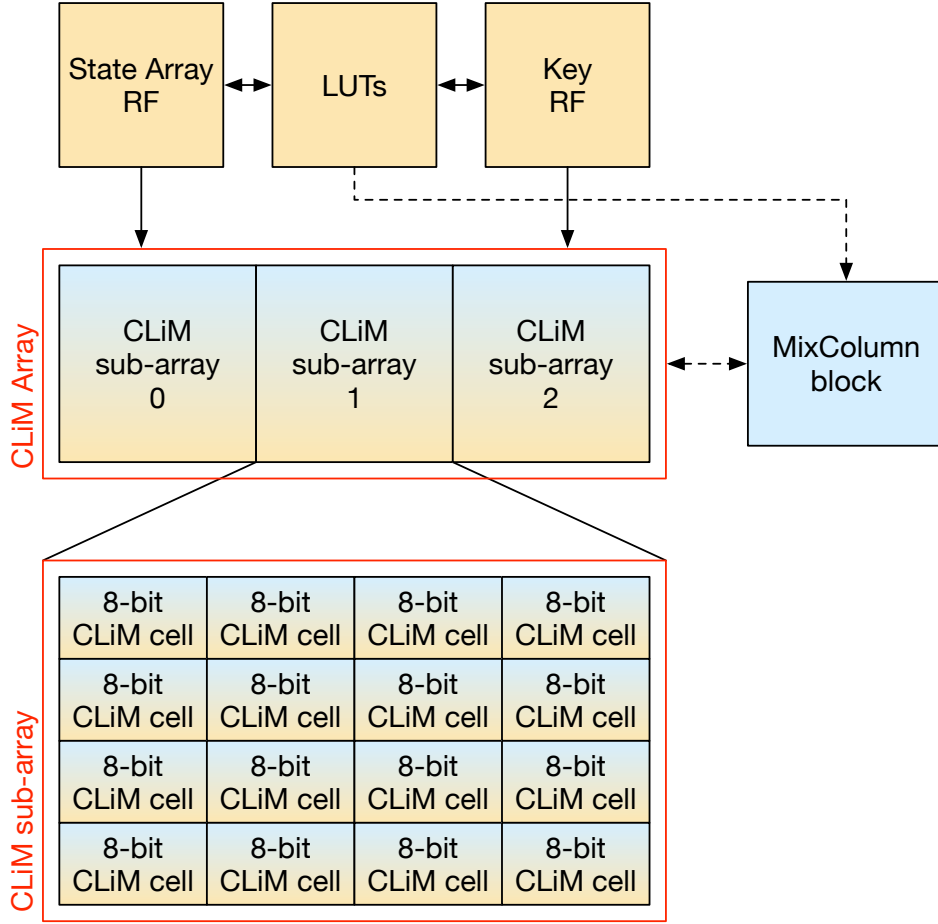 State Array
RF
LUTs
Key
RF
CLiM Array
CLiM
sub-array
0
CLiM
sub-array
1
CLiM
sub-array
2
MixColumn
block
CLiM sub-array
8-bit
CLiM cell
8-bit
CLiM cell
8-bit
CLiM cell
8-bit
CLiM cell
8-bit
CLiM cell
8-bit
CLiM cell
8-bit
CLiM cell
8-bit
CLiM cell
8-bit
CLiM cell
8-bit
CLiM cell
8-bit
CLiM cell
8-bit
CLiM cell
8-bit
CLiM cell
8-bit
CLiM cell
8-bit
CLiM cell
8-bit
CLiM cell